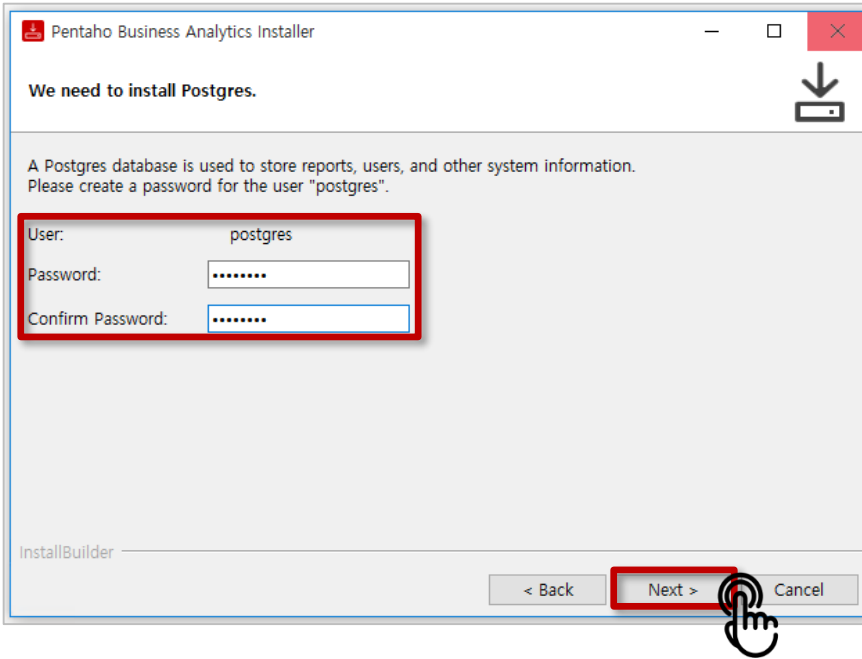 Pentaho Business Analytics Installer
We need to install Postgres.
A Postgres database is used to store reports, users, and other system information.
Please create a password for the user "postgres".
User: postgres
Password: ••••••••
Confirm Password: ••••••••
InstallBuilder
< Back Next > Cancel